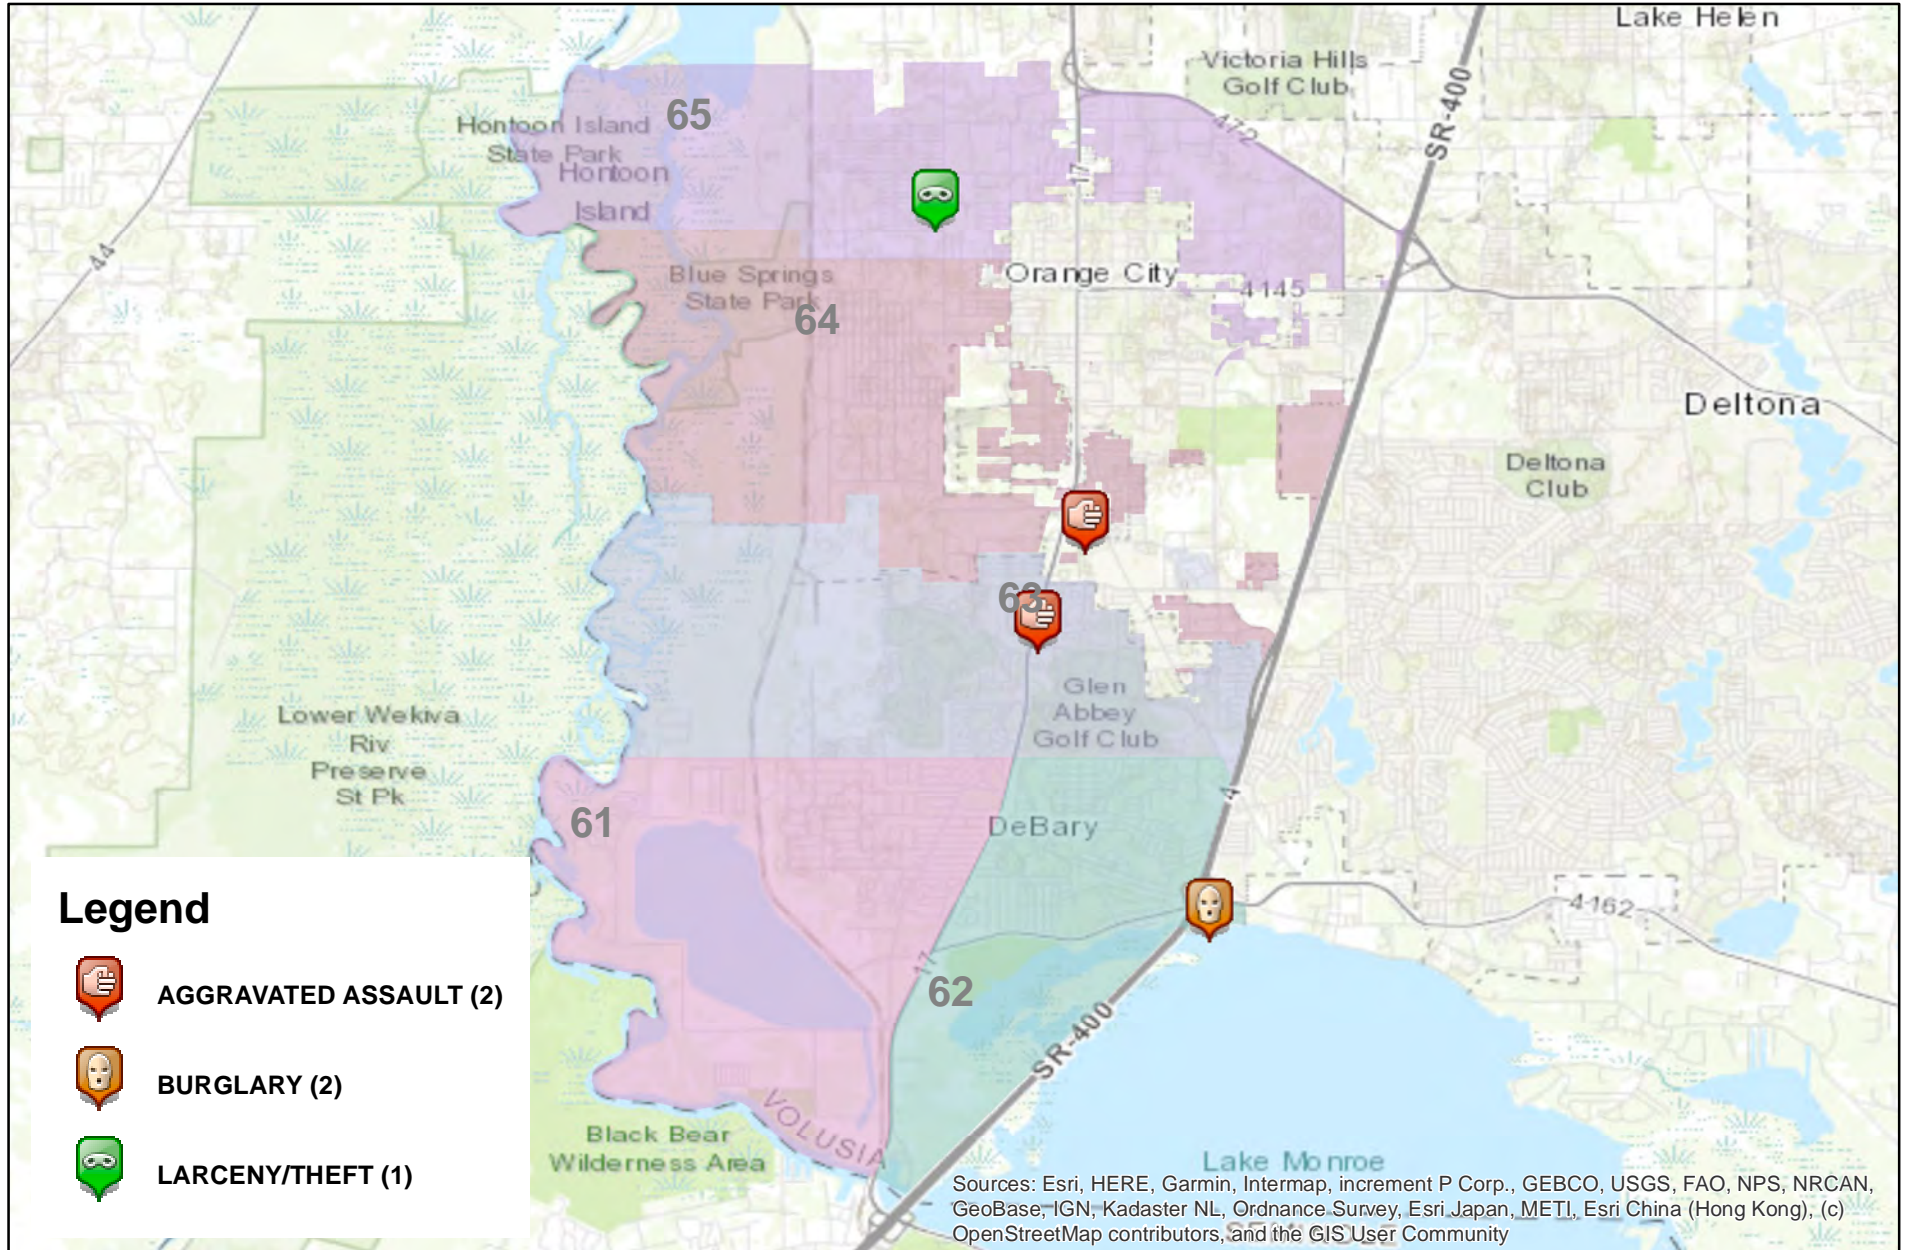 Lake Helen
Victoria Hills
Golf Club
SR-400
472
65
Hontoon Island
State Park
Hontoon
Island
17
44
Orange City
Blue Springs
State Park
4145
64
Deltona
Deltona
Club
63
Glen
Abbey
Golf Club
Lower Wekiva
Riv
Preserve
St Pk
4
61
DeBary
4162
17
62
SR-400
VOLUSIA
Black Bear
Wilderness Area
Lake Monroe
SEMINOLE
Legend
AGGRAVATED ASSAULT (2)
BURGLARY (2)
LARCENY/THEFT (1)
Sources: Esri, HERE, Garmin, Intermap, increment P Corp., GEBCO, USGS, FAO, NPS, NRCAN,
GeoBase, IGN, Kadaster NL, Ordnance Survey, Esri Japan, METI, Esri China (Hong Kong), (c)
OpenStreetMap contributors, and the GIS User Community